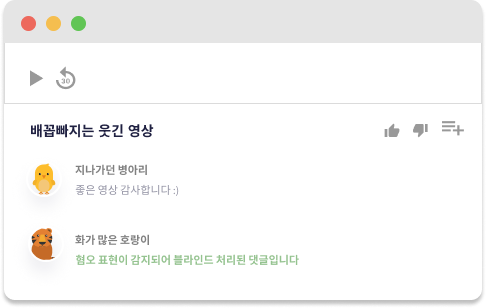 30
배꼽빠지는 웃긴 영상
지나가던 병아리
좋은 영상 감사합니다 :)
화가 많은 호랑이
혐오 표현이 감지되어 블라인드 처리된 댓글입니다